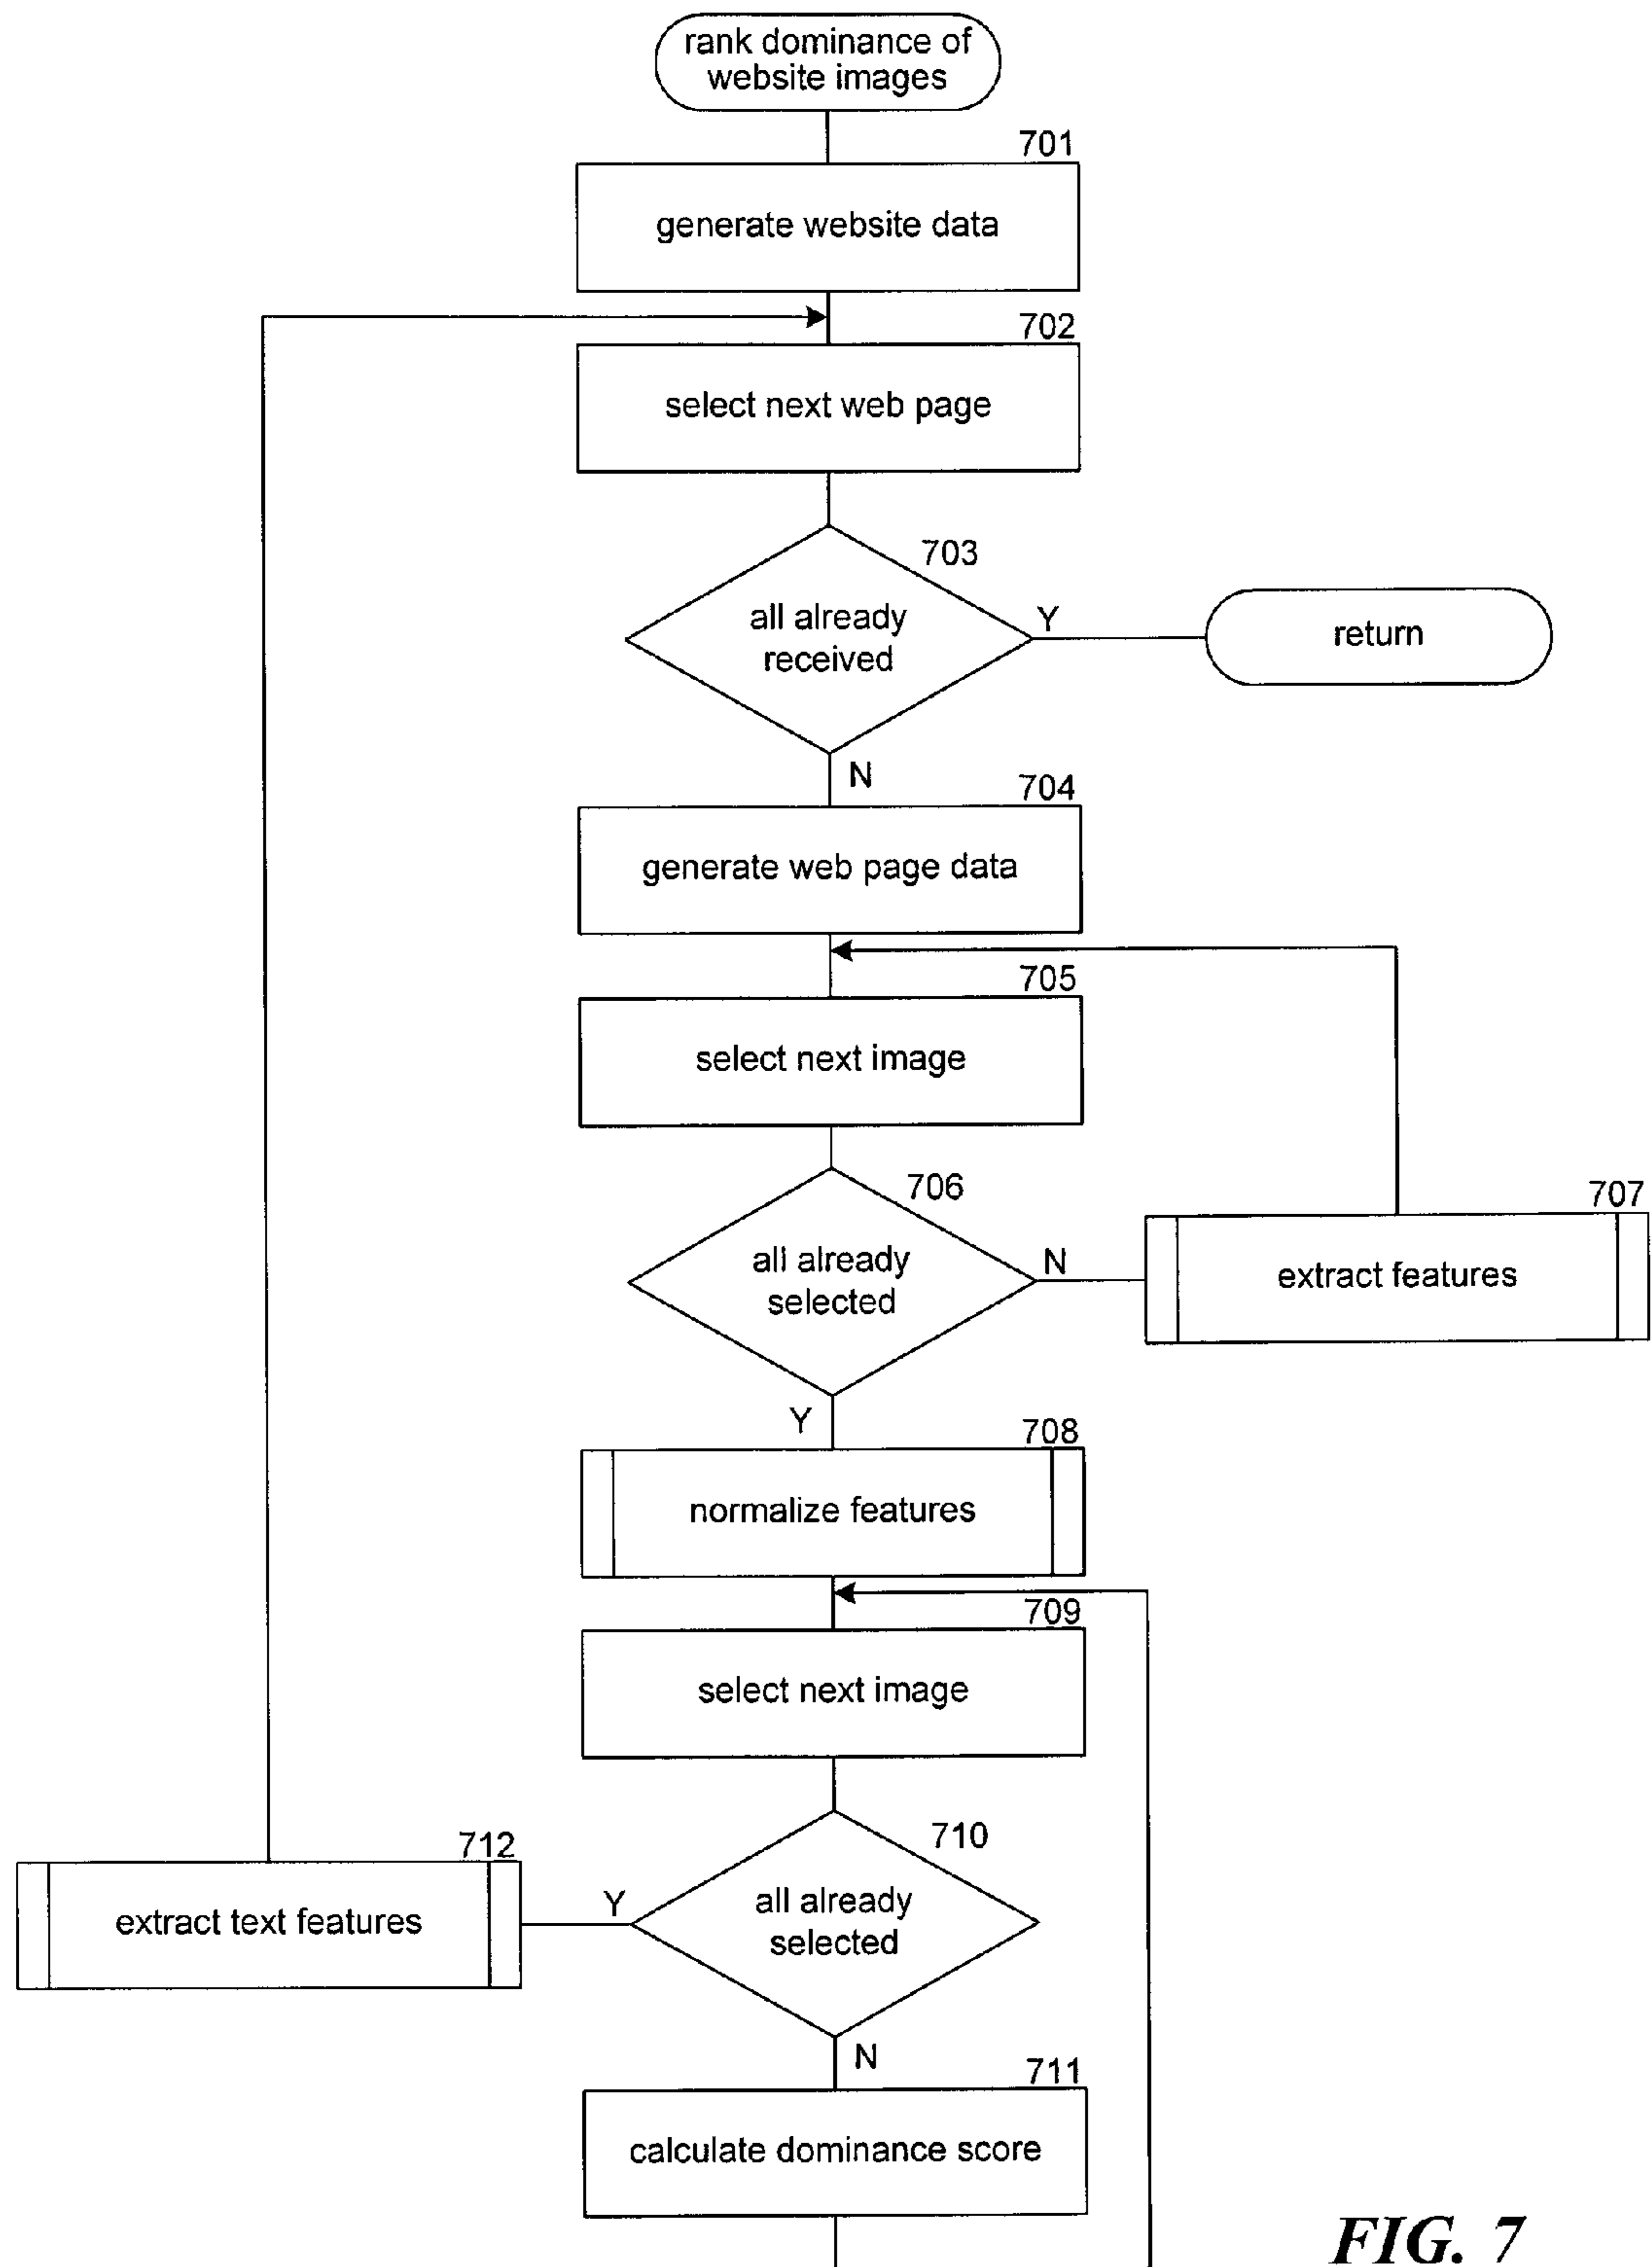 rank dominance of
website images
701
generate website data
702
select next web page
703
all already
received
Y
return
N
704
generate web page data
705
select next image
706
all already
selected
N
707
extract features
Y
708
normalize features
709
select next image
710
all already
selected
Y
712
extract text features
N
711
calculate dominance score
FIG. 7